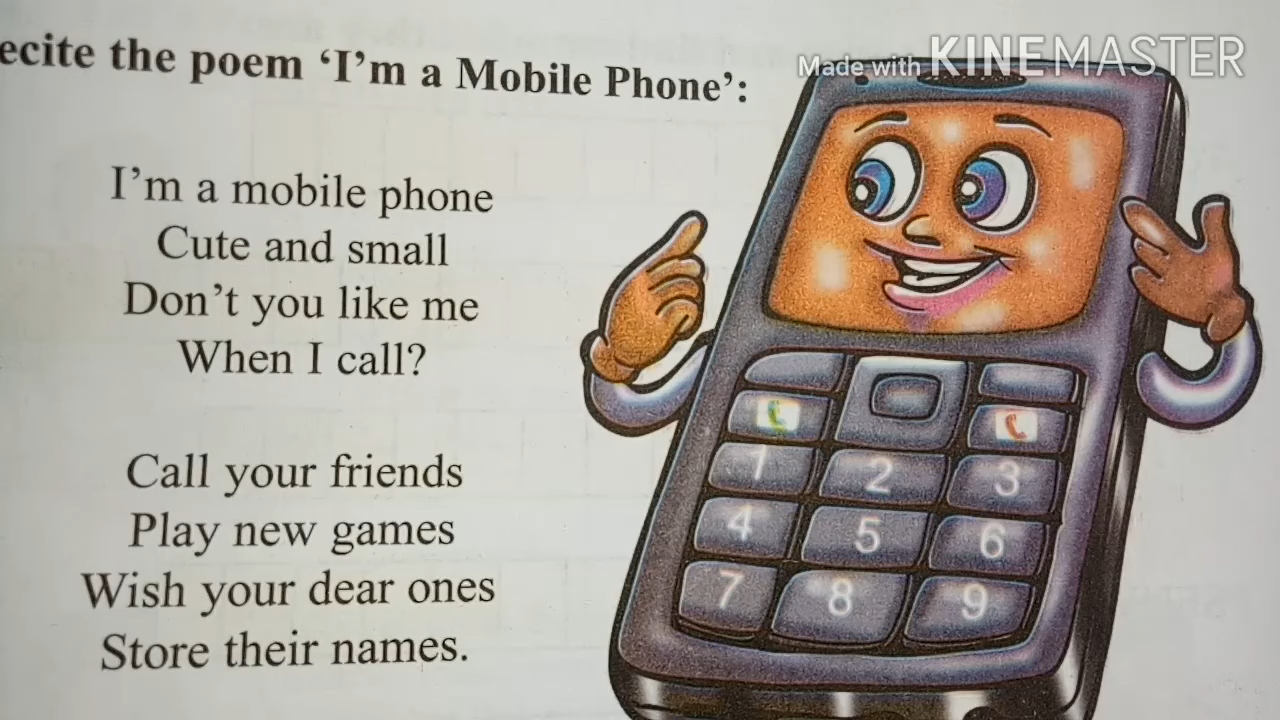 ecite the poem ‘I’m a Mobile Phone’:
Made with KINEMASTER
I’m a mobile phone
Cute and small
Don’t you like me
When I call?
Call your friends
Play new games
Wish your dear ones
Store their names.
1 2 3
4 5 6
7 8 9